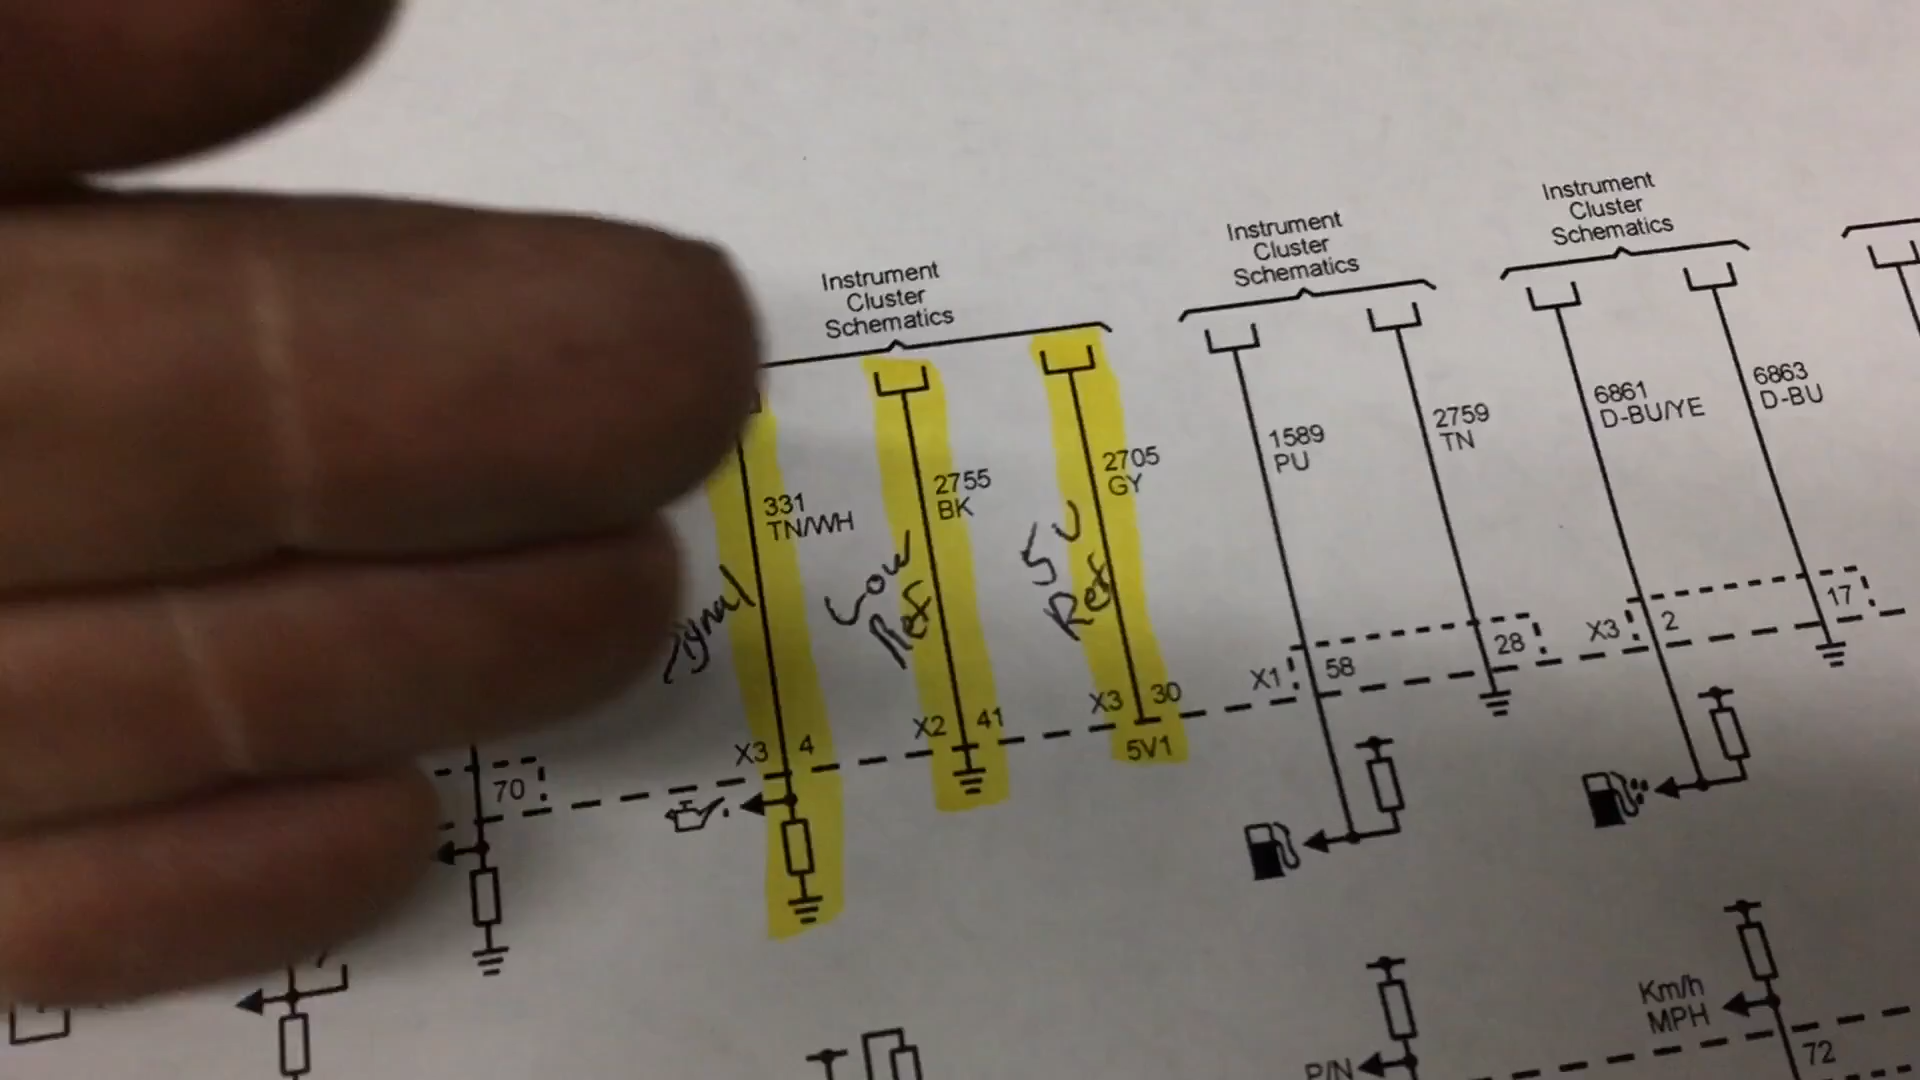 Instrument
Cluster
Schematics
Instrument
Cluster
Schematics
Instrument
Cluster
Schematics
331
TN/WH
2755
BK
2705
GY
1589
PU
2759
TN
6861
D-BU/YE
6863
D-BU
Signal
Low
Ref
5V
Ref
70
X3 4
X2 41
X3 30
5V1
X1 58
28
X3 2
17
Km/h
MPH
P/N
72